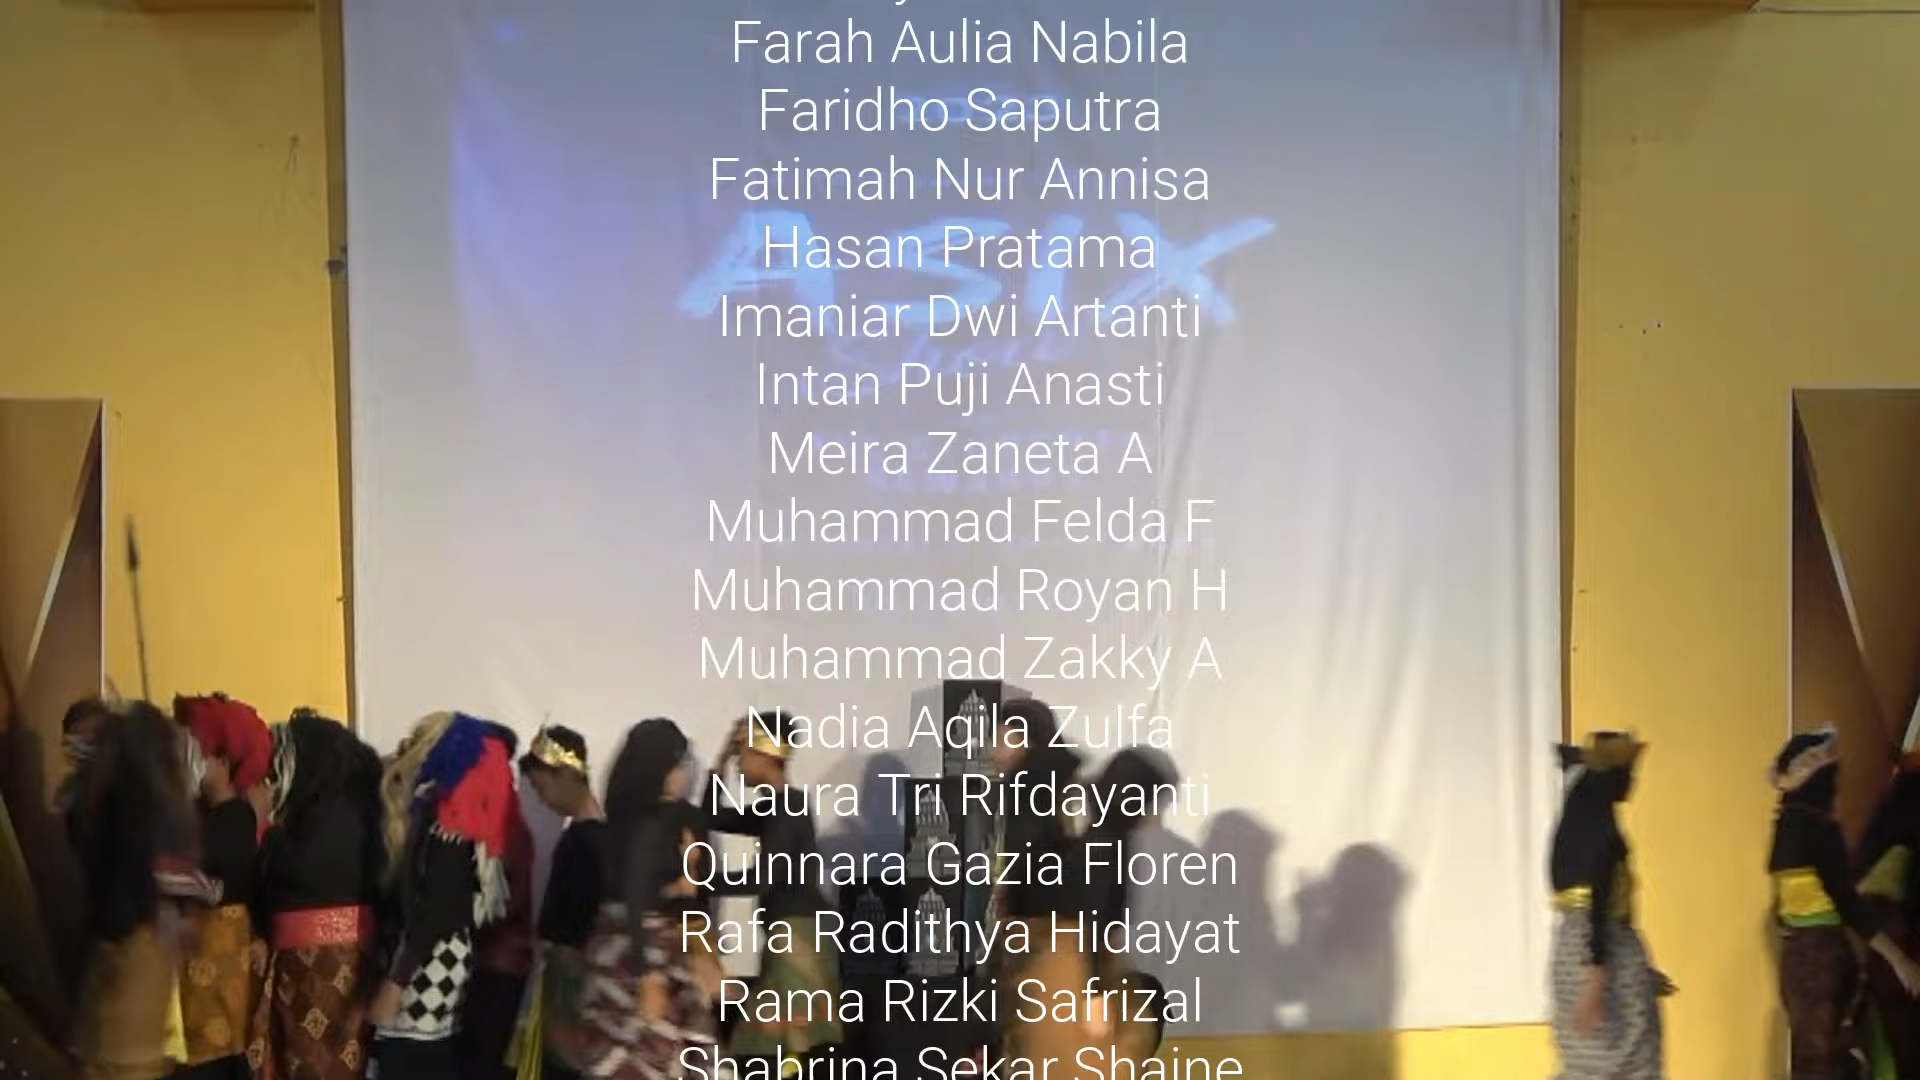 Farah Aulia Nabila
Faridho Saputra
Fatimah Nur Annisa
Hasan Pratama
ASIX
Imaniar Dwi Artanti
Intan Puji Anasti
Meira Zaneta A
Muhammad Felda F
Muhammad Royan H
Muhammad Zakky A
Nadia Aqila Zulfa
Naura Tri Rifdayanti
Quinnara Gazia Floren
Rafa Radithya Hidayat
Rama Rizki Safrizal
Shabrina Sekar Shaine